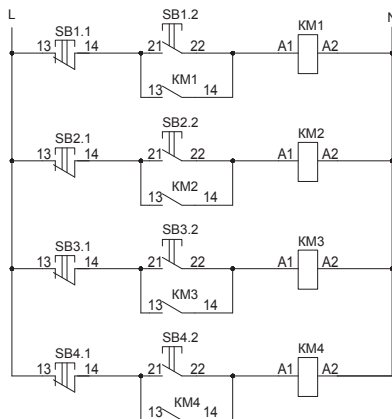 L N
SB1.1 SB1.2 KM1
13 14 21 22 A1 A2
KM1
13 14
SB2.1 SB2.2 KM2
13 14 21 22 A1 A2
KM2
13 14
SB3.1 SB3.2 KM3
13 14 21 22 A1 A2
KM3
13 14
SB4.1 SB4.2 KM4
13 14 21 22 A1 A2
KM4
13 14